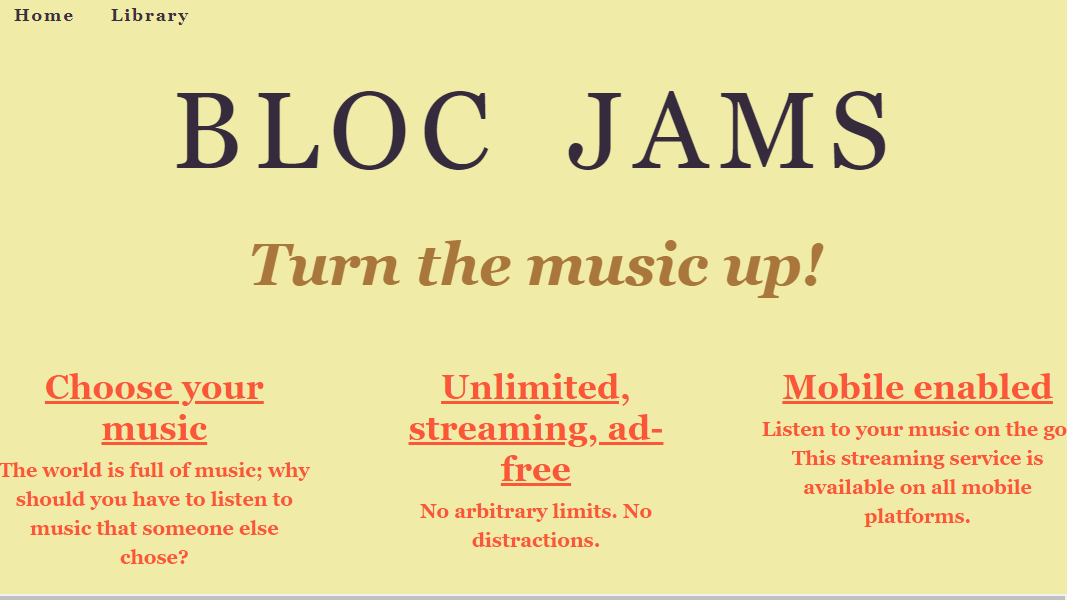 Home Library
BLOC JAMS
Turn the music up!
Choose your
music
The world is full of music; why
should you have to listen to
music that someone else
chose?
Unlimited,
streaming, ad-
free
No arbitrary limits. No
distractions.
Mobile enabled
Listen to your music on the go
This streaming service is
available on all mobile
platforms.